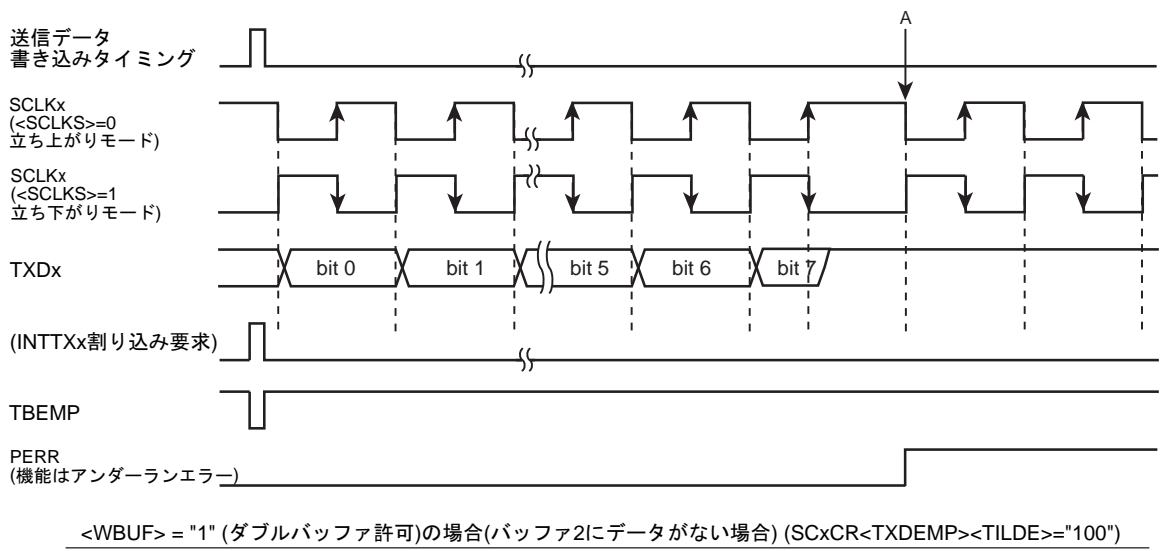 A
送信データ
書き込みタイミング
SCLKx
(<SCLKS>=0
立ち上がりモード)
SCLKx
(<SCLKS>=1
立ち下がりモード)
TXDx
bit 0
bit 1
bit 5
bit 6
bit 7
(INTTXx割り込み要求)
TBEMP
PERR
(機能はアンダーランエラー)
<WBUF> = "1" (ダブルバッファ許可)の場合(バッファ2にデータがない場合) (SCxCR<TXDEMP><TILDE>="100")